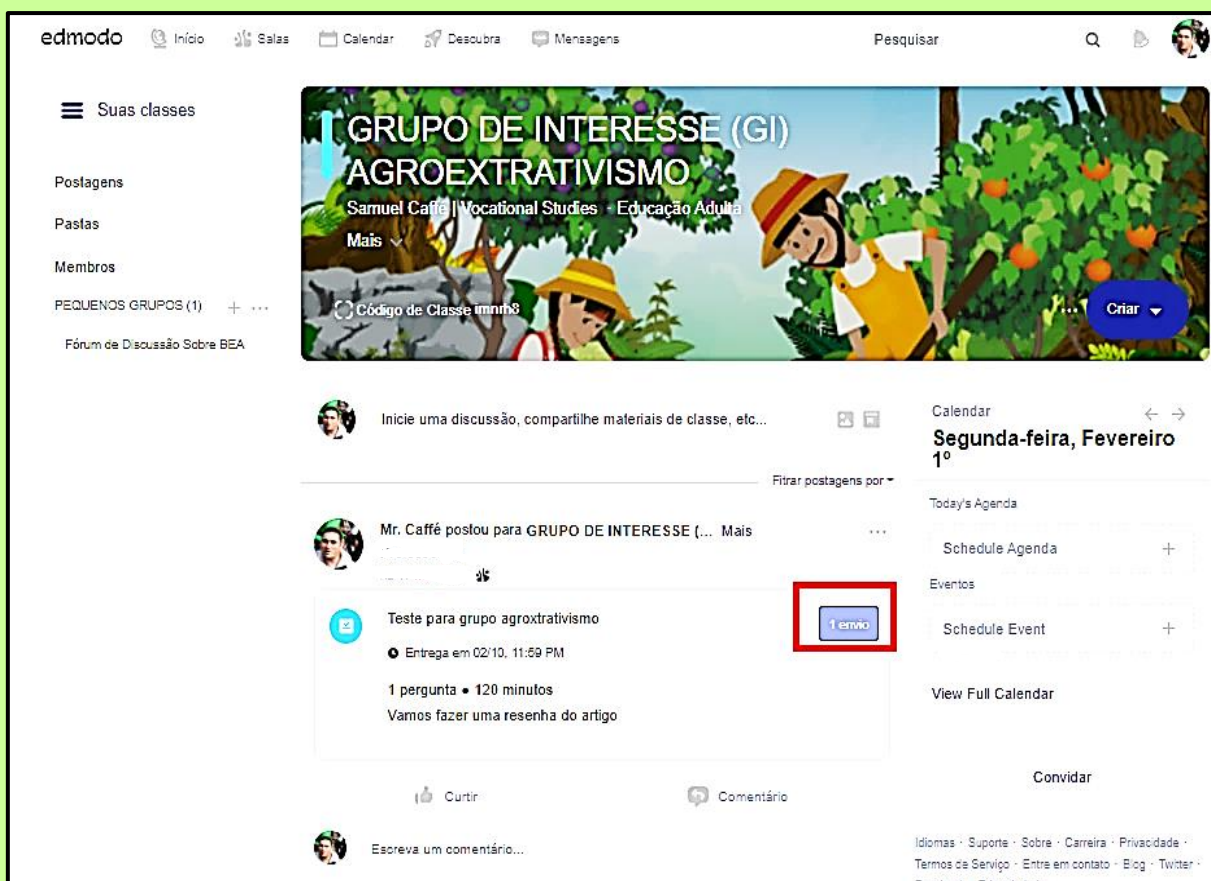 edmodo Início Salas Calendar Descubra Mensagens Pesquisar
Suas classes
Postagens
Pastas
Membros
PEQUENOS GRUPOS (1)
Fórum de Discussão Sobre BEA
GRUPO DE INTERESSE (GI)
AGROEXTRATIVISMO
Samuel Caffé | Vocational Studies - Educação Adulta
Mais
Código de Classe imnrh8
Criar
Inicie uma discussão, compartilhe materiais de classe, etc...
Fitrar postagens por
Mr. Caffé postou para GRUPO DE INTERESSE (... Mais
Teste para grupo agroxtrativismo
1 envio
Entrega em 02/10, 11:59 PM
1 pergunta • 120 minutos
Vamos fazer uma resenha do artigo
Curtir Comentário
Escreva um comentário...
Calendar
Segunda-feira, Fevereiro
1º
Today's Agenda
Schedule Agenda
Eventos
Schedule Event
View Full Calendar
Convidar
Idiomas · Suporte · Sobre · Carreira · Privacidade ·
Termos de Serviço · Entre em contato · Blog · Twitter ·